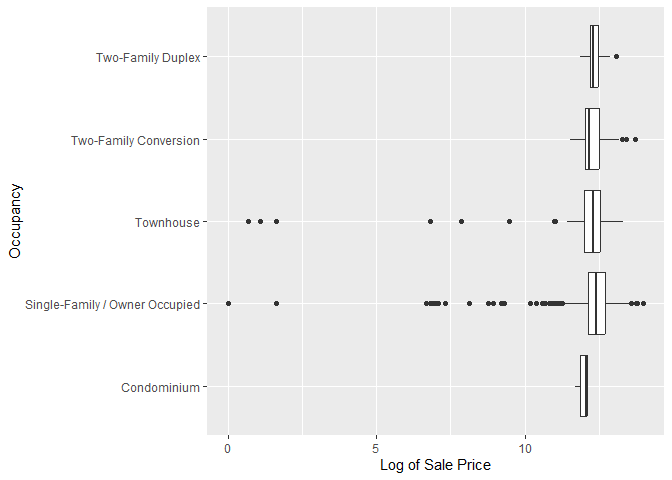 Two-Family Duplex
Two-Family Conversion
Townhouse
Single-Family / Owner Occupied
Condominium
Occupancy
0 5 10
Log of Sale Price